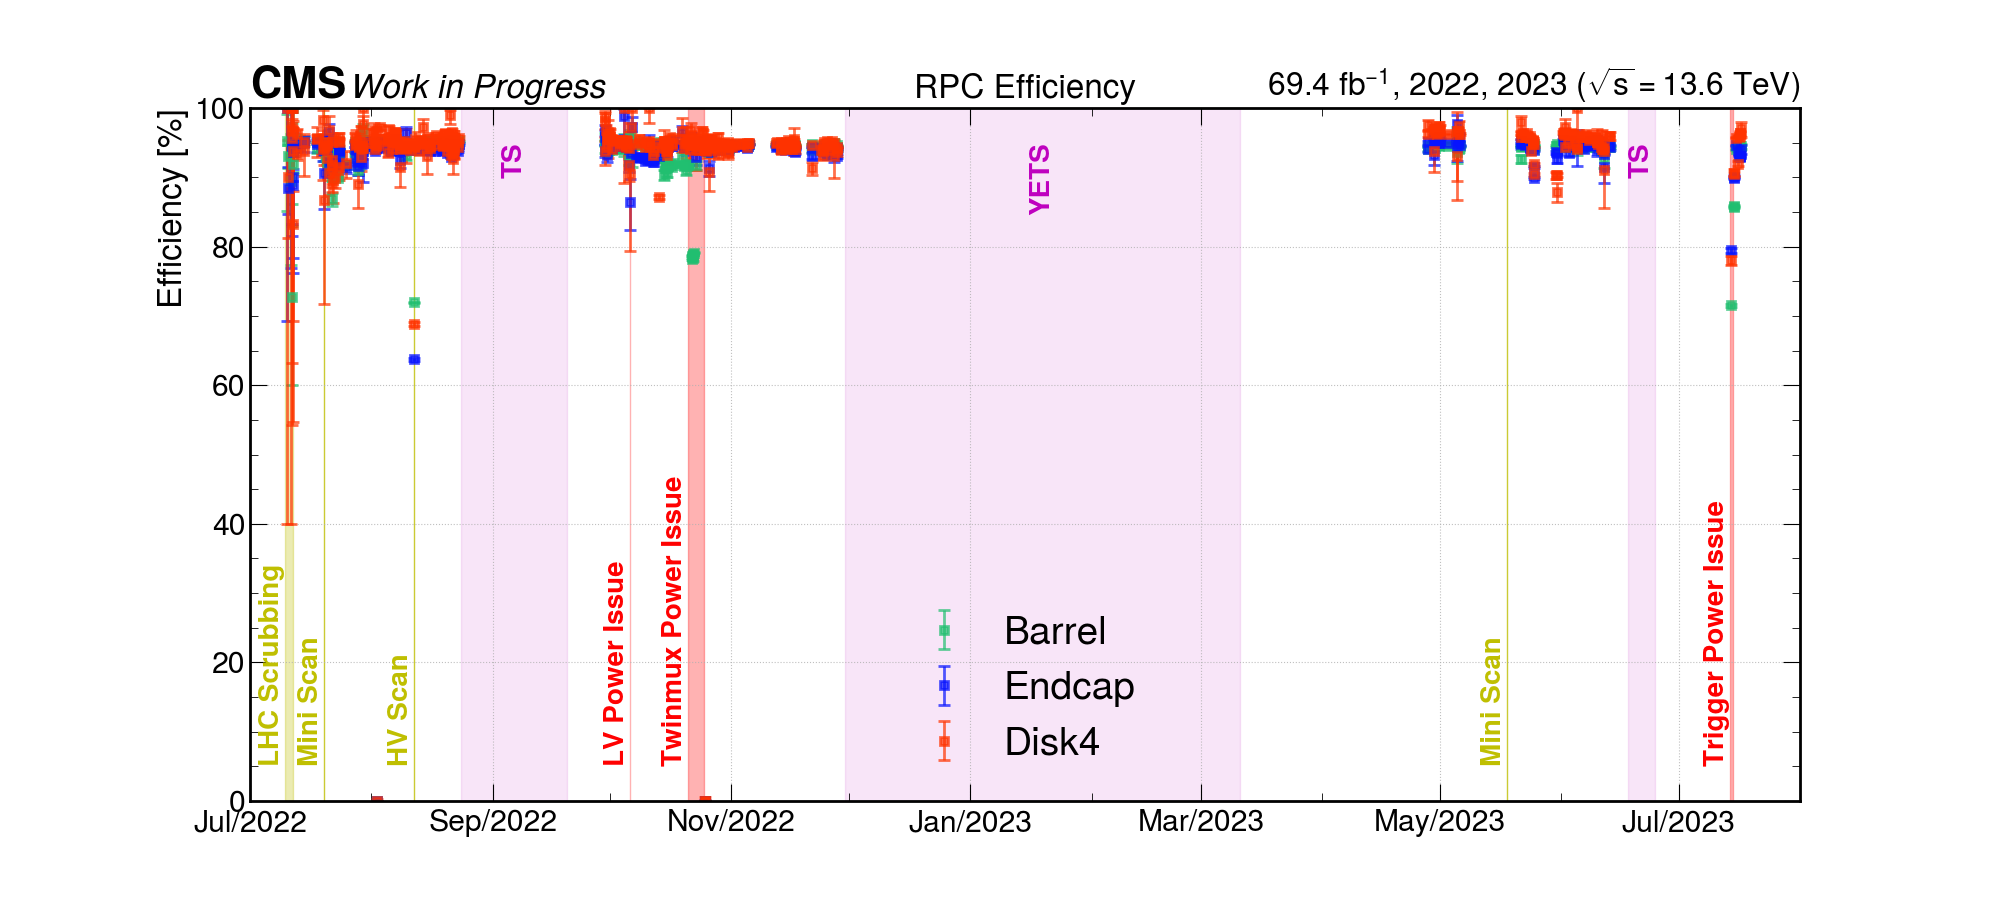 CMS Work in Progress
RPC Efficiency
69.4 fb⁻¹, 2022, 2023 (√s = 13.6 TeV)
Efficiency [%]
100
80
60
40
20
0
TS
YETS
TS
LHC Scrubbing
Mini Scan
HV Scan
LV Power Issue
Twinmux Power Issue
Mini Scan
Trigger Power Issue
Barrel
Endcap
Disk4
Jul/2022 Sep/2022 Nov/2022 Jan/2023 Mar/2023 May/2023 Jul/2023